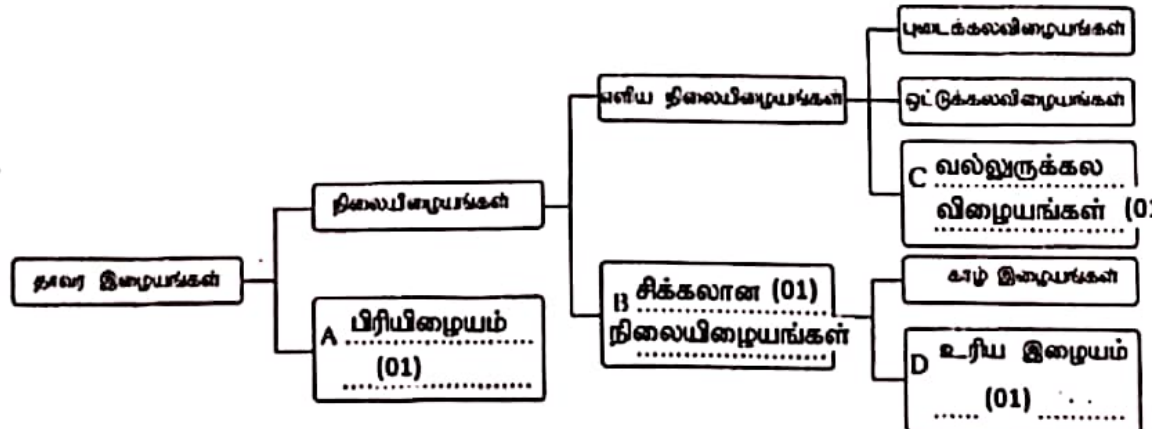 புடைக்கலவிழையங்கள்
எளிய நிலையிழையங்கள்
ஒட்டுக்கலவிழையங்கள்
C வல்லுருக்கல
விழையங்கள் (01
நிலையிழையங்கள்
தாவர இழையங்கள்
A பிரியிழையம்
(01)
B சிக்கலான (01)
நிலையிழையங்கள்
காழ் இழையங்கள்
D உரிய இழையம்
(01)